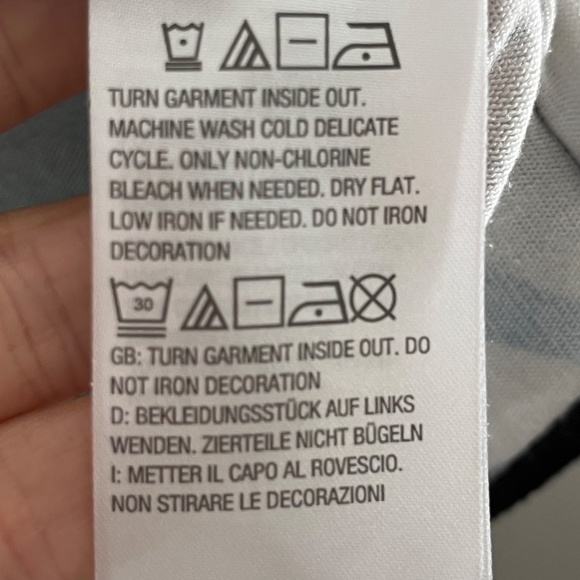 TURN GARMENT INSIDE OUT.
MACHINE WASH COLD DELICATE
CYCLE. ONLY NON-CHLORINE
BLEACH WHEN NEEDED. DRY FLAT.
LOW IRON IF NEEDED. DO NOT IRON
DECORATION
30
GB: TURN GARMENT INSIDE OUT. DO
NOT IRON DECORATION
D: BEKLEIDUNGSSTÜCK AUF LINKS
WENDEN. ZIERTEILE NICHT BÜGELN
I: METTER IL CAPO AL ROVESCIO.
NON STIRARE LE DECORAZIONI